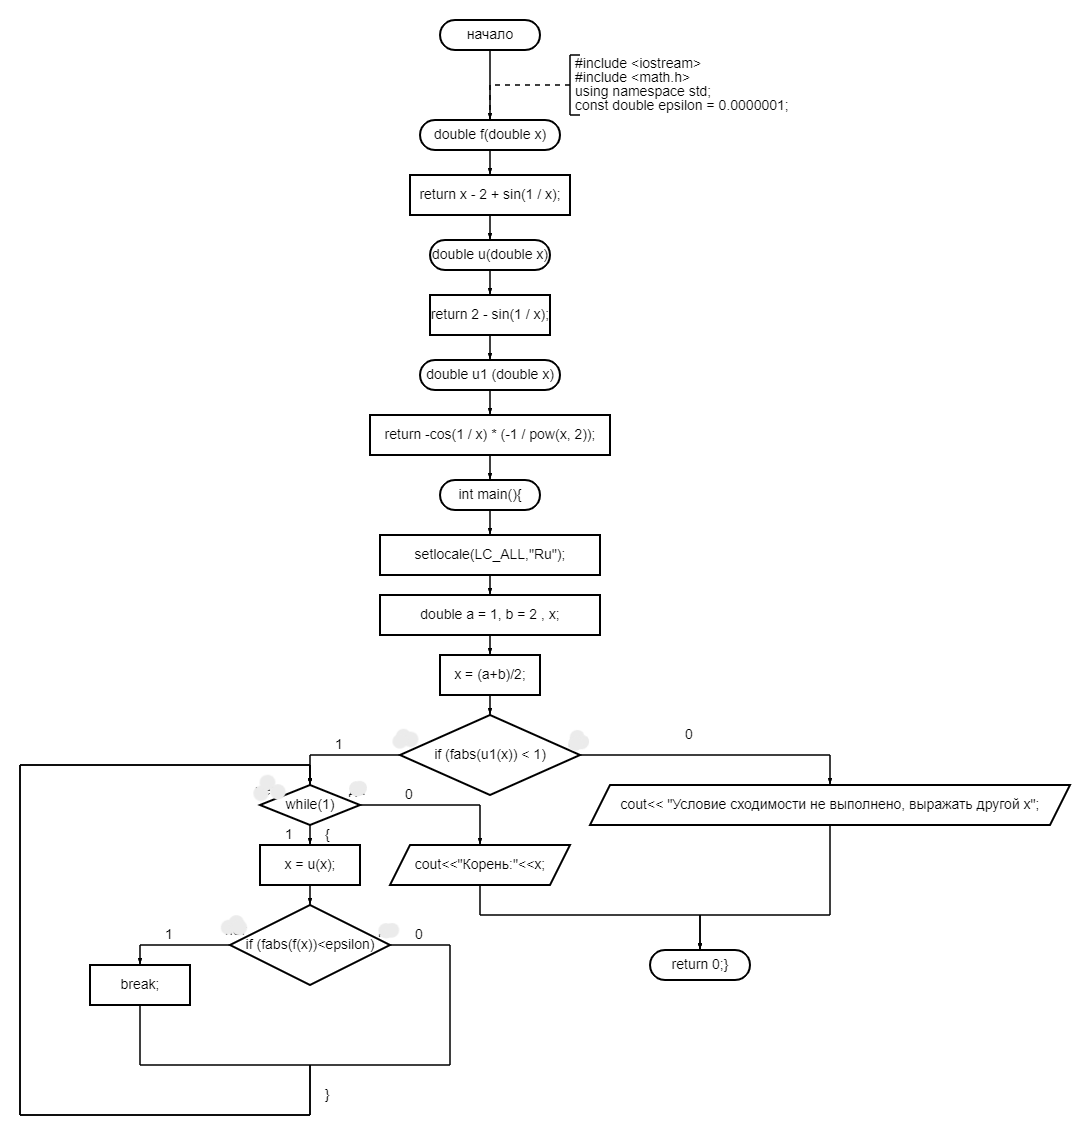 начало
#include <iostream>
#include <math.h>
using namespace std;
const double epsilon = 0.0000001;
double f(double x)
return x - 2 + sin(1 / x);
double u(double x)
return 2 - sin(1 / x);
double u1 (double x)
return -cos(1 / x) * (-1 / pow(x, 2));
int main(){
setlocale(LC_ALL,"Ru");
double a = 1, b = 2 , x;
x = (a+b)/2;
if (fabs(u1(x)) < 1)
1
0
while(1)
0
cout<< "Условие сходимости не выполнено, выражать другой x";
1 {
x = u(x);
cout<<"Корень:"<<x;
if (fabs(f(x))<epsilon)
1
0
break;
return 0;}
}